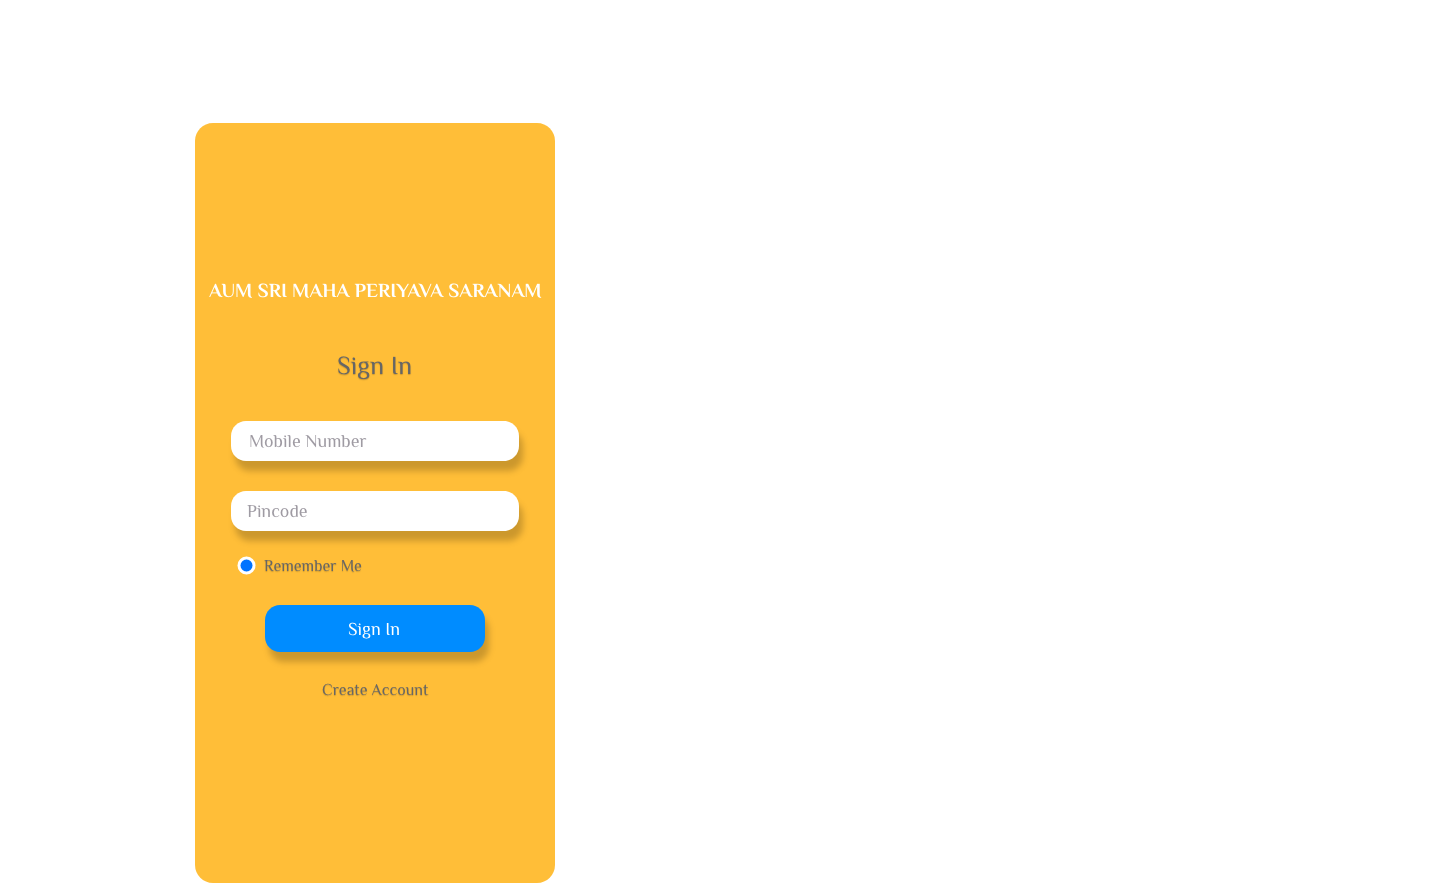 AUM SRI MAHA PERIYAVA SARANAM
Sign In
Mobile Number
Pincode
Remember Me
Sign In
Create Account